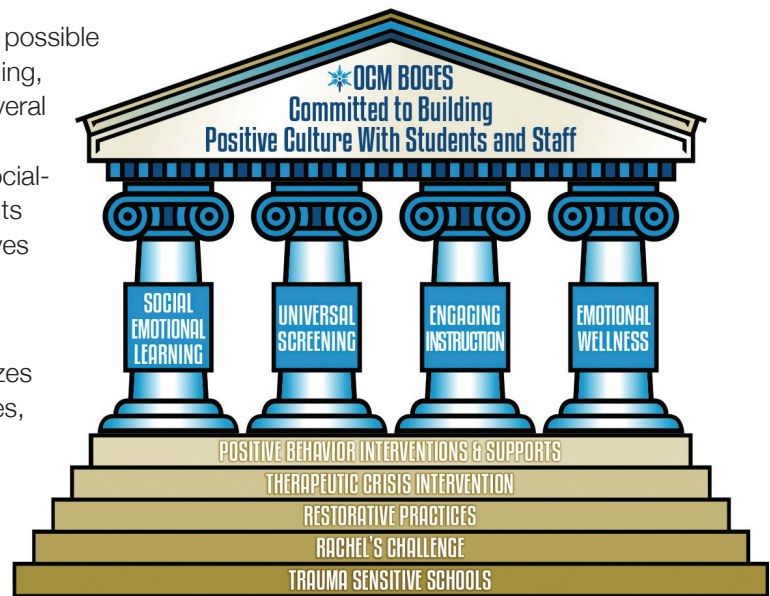 possible
ning,
veral
ocial-
ts
ves
zes
es,
OCM BOCES
Committed to Building
Positive Culture With Students and Staff
SOCIAL
EMOTIONAL
LEARNING
UNIVERSAL
SCREENING
ENGAGING
INSTRUCTION
EMOTIONAL
WELLNESS
POSITIVE BEHAVIOR INTERVENTIONS & SUPPORTS
THERAPEUTIC CRISIS INTERVENTION
RESTORATIVE PRACTICES
RACHEL'S CHALLENGE
TRAUMA SENSITIVE SCHOOLS